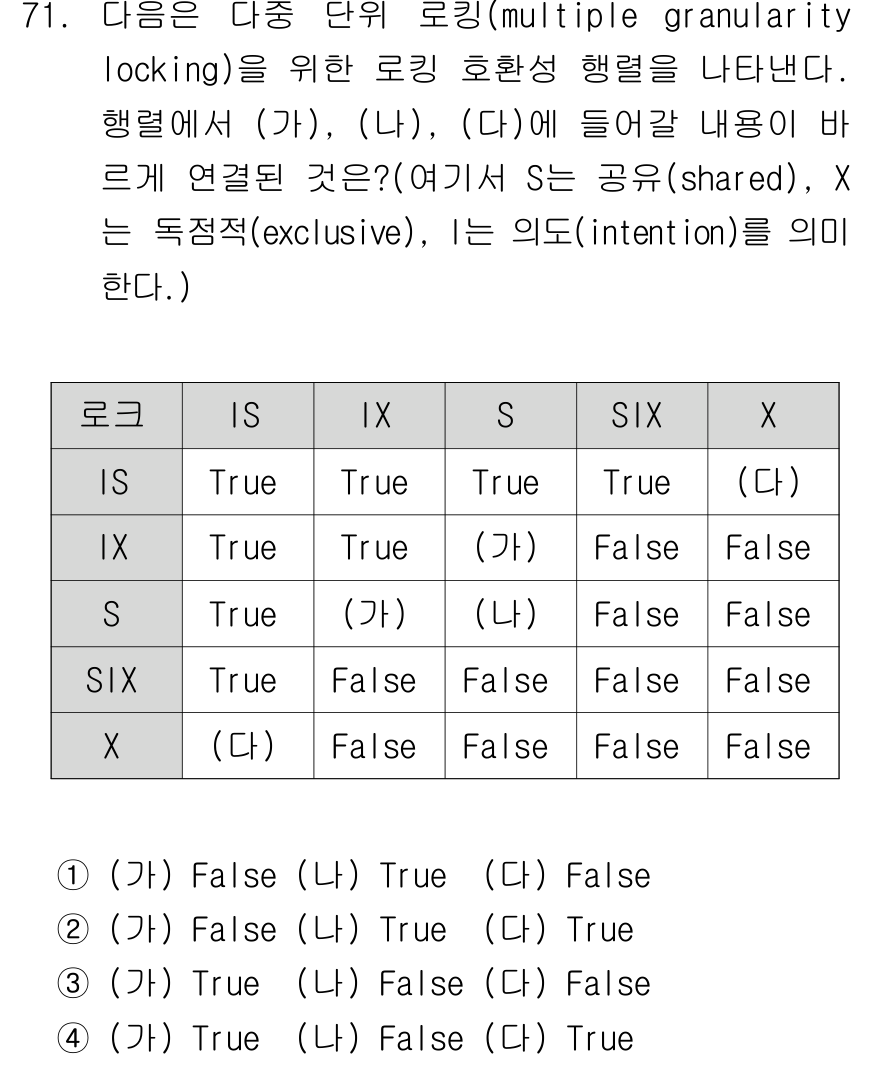 71. 다음은 다중 단위 로킹(multiple granularity
locking)을 위한 로킹 호환성 행렬을 나타낸다.
행렬에서 (가), (나), (다)에 들어갈 내용이 바
르게 연결된 것은?(여기서 S는 공유(shared), X
는 독점적(exclusive), I는 의도(intention)를 의미
한다.)
로크 IS IX S SIX X
IS True True True True (다)
IX True True (가) False False
S True (가) (나) False False
SIX True False False False False
X (다) False False False False
① (가) False (나) True (다) False
② (가) False (나) True (다) True
③ (가) True (나) False (다) False
④ (가) True (나) False (다) True